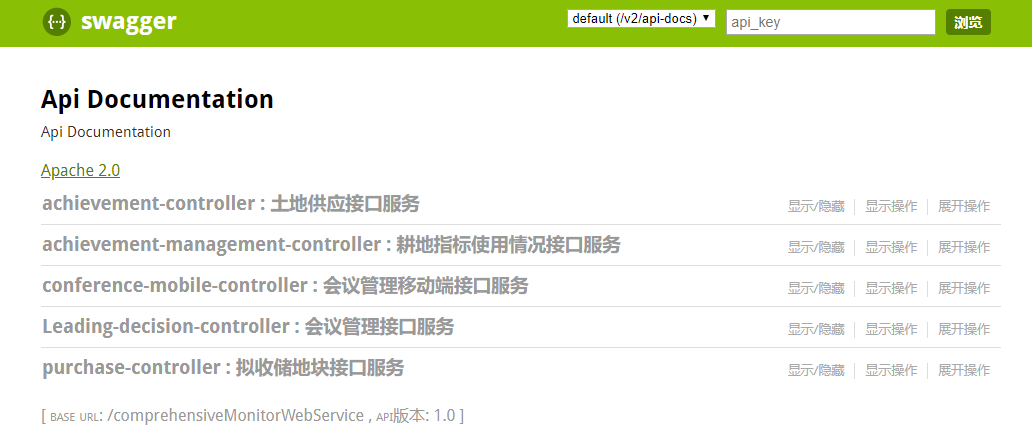 swagger default (/v2/api-docs) api_key 浏览
Api Documentation
Api Documentation
Apache 2.0
achievement-controller : 土地供应接口服务 显示/隐藏 显示操作 展开操作
achievement-management-controller : 耕地指标使用情况接口服务 显示/隐藏 显示操作 展开操作
conference-mobile-controller : 会议管理移动端接口服务 显示/隐藏 显示操作 展开操作
Leading-decision-controller : 会议管理接口服务 显示/隐藏 显示操作 展开操作
purchase-controller : 拟收储地块接口服务 显示/隐藏 显示操作 展开操作
[ BASE URL: /comprehensiveMonitorWebService , API版本: 1.0 ]